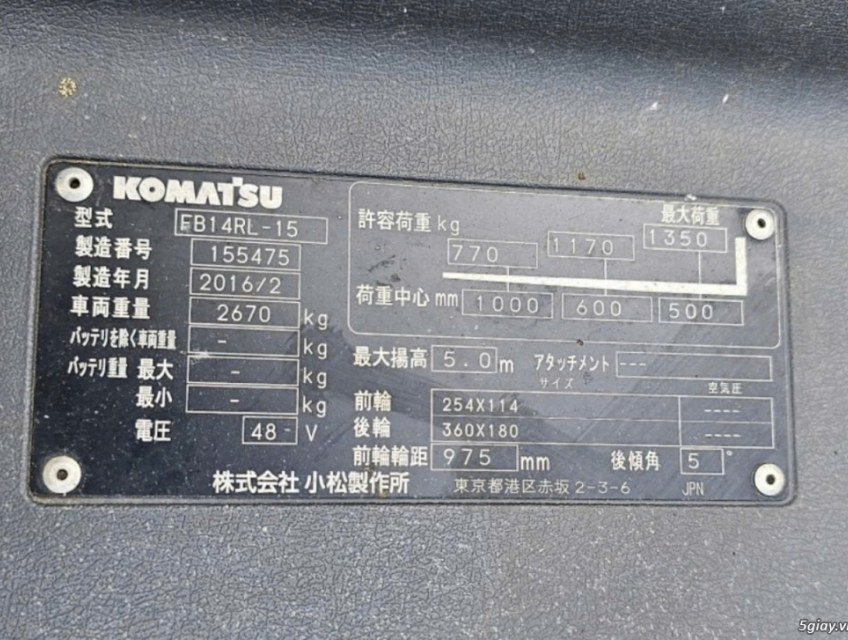 KOMATSU
型式 FB14RL-15
製造番号 155475
製造年月 2016/2
車両重量 2670 kg
バッテリを除く車両重量 - kg
バッテリ重量 最大 - kg
最小 - kg
電圧 48 V
許容荷重 kg 770 1170 最大荷重 1350
荷重中心 mm 1000 600 500
最大揚高 5.0 m アタッチメント ---
サイズ 空気圧
前輪 254X114 ----
後輪 360X180 ----
前輪輪距 975 mm 後傾角 5 °
株式会社 小松製作所 東京都港区赤坂2-3-6 JPN